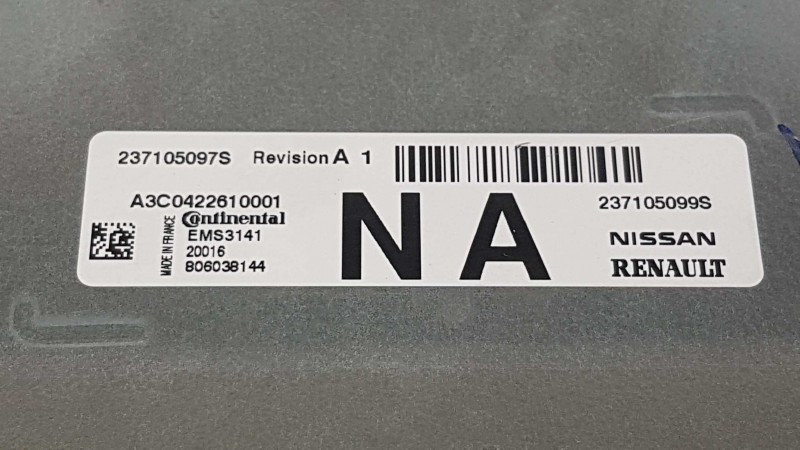 237105097S Revision A 1
A3C0422610001
MADE IN FRANCE
Continental
EMS3141
20016
806038144
NA
237105099S
NISSAN
RENAULT